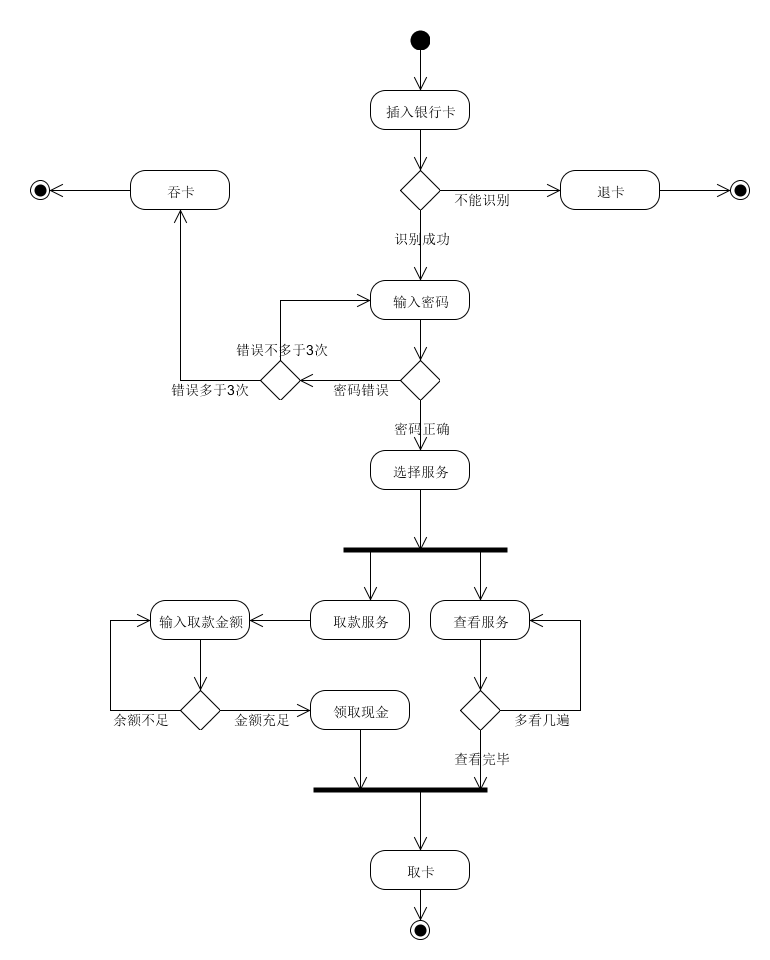 插入银行卡
吞卡
退卡
不能识别
识别成功
输入密码
错误不多于3次
错误多于3次
密码错误
密码正确
选择服务
输入取款金额
取款服务
查看服务
余额不足
金额充足
领取现金
多看几遍
查看完毕
取卡